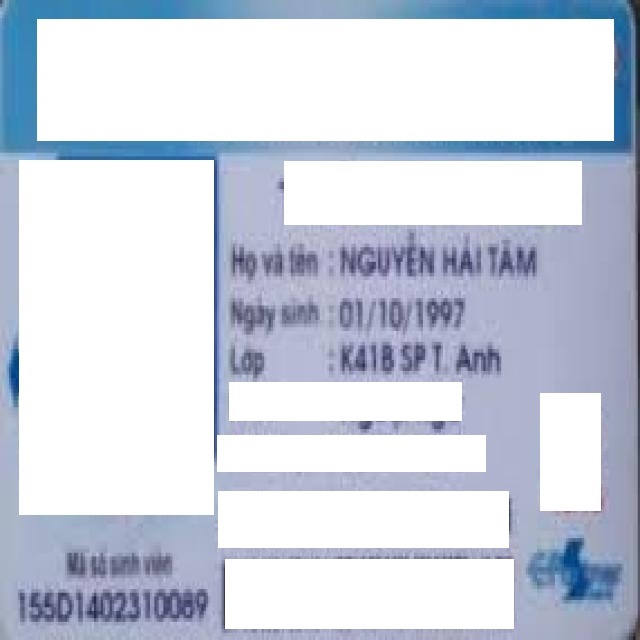 Họ và tên : NGUYỄN HẢI TÂM
Ngày sinh : 01/10/1997
Lớp : K41B SP T. Anh
Mã số sinh viên
155D1402310089